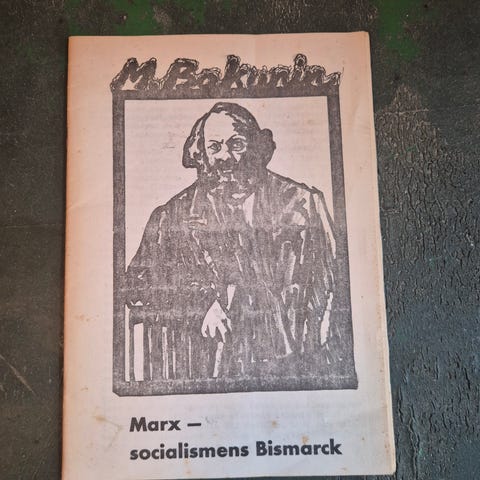 M. Bakunin
Marx –
socialismens Bismarck